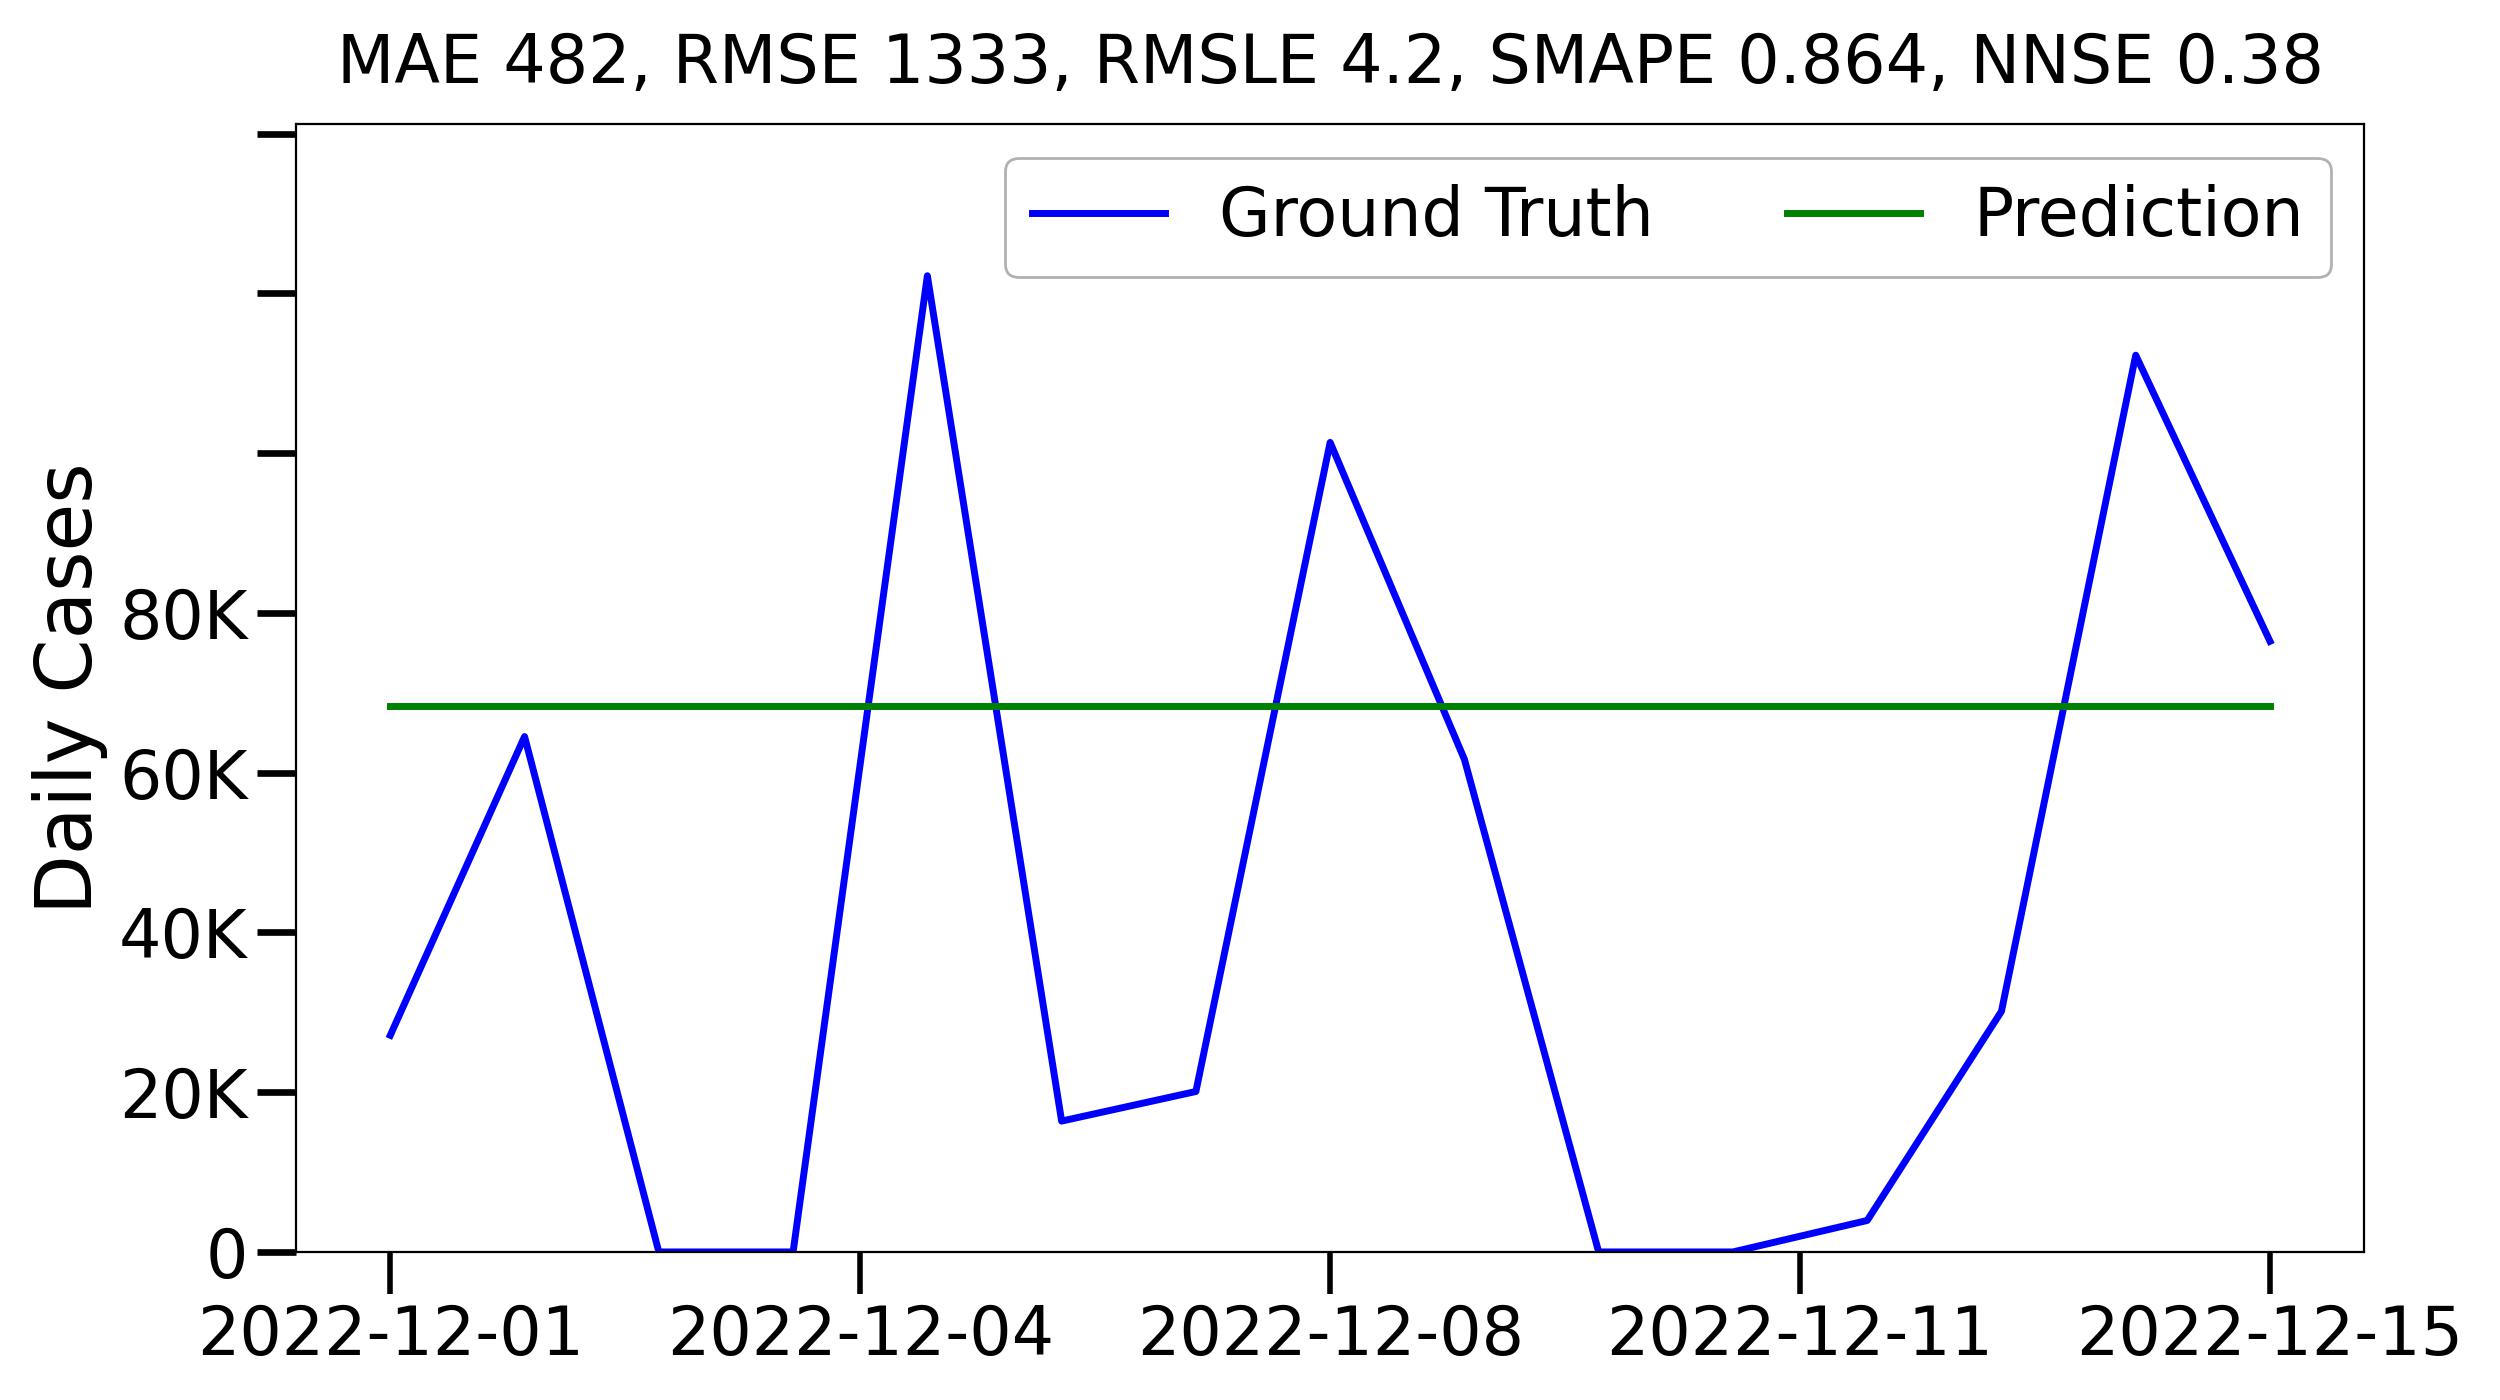 MAE 482, RMSE 1333, RMSLE 4.2, SMAPE 0.864, NNSE 0.38
Ground Truth
Prediction
Daily Cases
80K
60K
40K
20K
0
2022-12-01
2022-12-04
2022-12-08
2022-12-11
2022-12-15